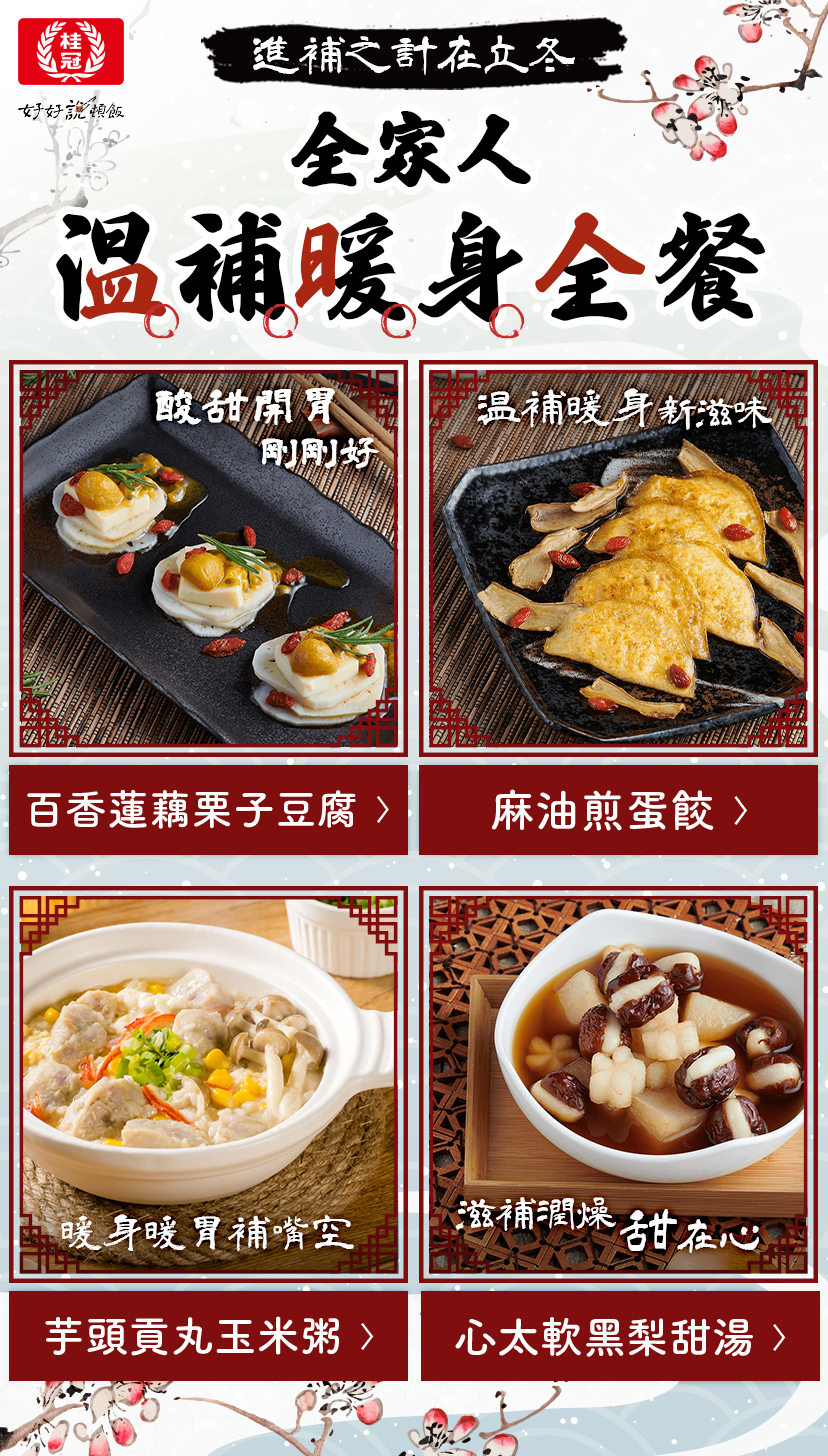 桂冠
好好說頓飯
進補之計在立冬
全家人
溫補暖身全餐
酸甜開胃
剛剛好
温補暖身新滋味
百香蓮藕栗子豆腐 〉
麻油煎蛋餃 〉
暖身暖胃補嘴空
滋補潤燥 甜在心
芋頭貢丸玉米粥 〉
心太軟黑梨甜湯 〉